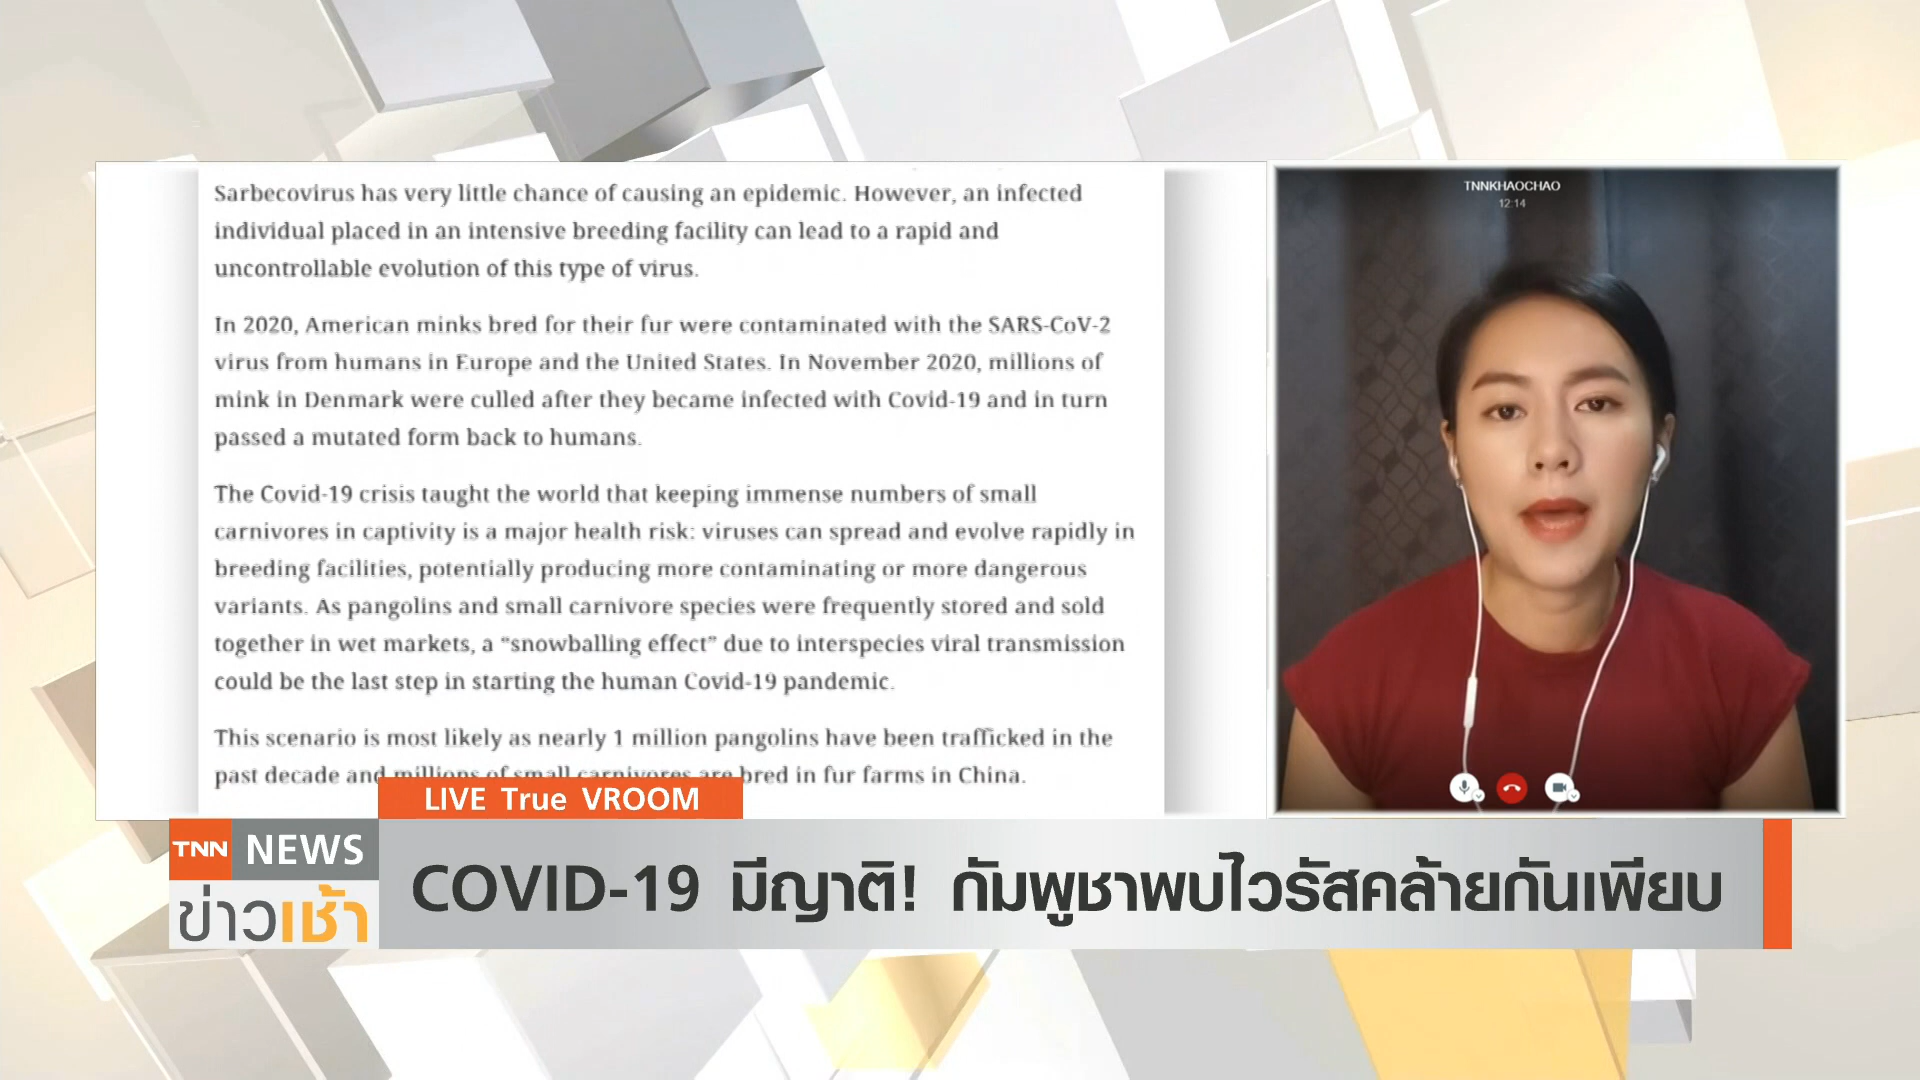 Sarbecovirus has very little chance of causing an epidemic. However, an infected
individual placed in an intensive breeding facility can lead to a rapid and
uncontrollable evolution of this type of virus.
In 2020, American minks bred for their fur were contaminated with the SARS-CoV-2
virus from humans in Europe and the United States. In November 2020, millions of
mink in Denmark were culled after they became infected with Covid-19 and in turn
passed a mutated form back to humans.
The Covid-19 crisis taught the world that keeping immense numbers of small
carnivores in captivity is a major health risk: viruses can spread and evolve rapidly in
breeding facilities, potentially producing more contaminating or more dangerous
variants. As pangolins and small carnivore species were frequently stored and sold
together in wet markets, a “snowballing effect” due to interspecies viral transmission
could be the last step in starting the human Covid-19 pandemic.
This scenario is most likely as nearly 1 million pangolins have been trafficked in the
past decade and millions of small carnivores are bred in fur farms in China.
TNNKHAOCHAO
12:14
LIVE True VROOM
TNN NEWS
ข่าวเช้า
COVID-19 มีญาติ! กัมพูชาพบไวรัสคล้ายกันเพียบ